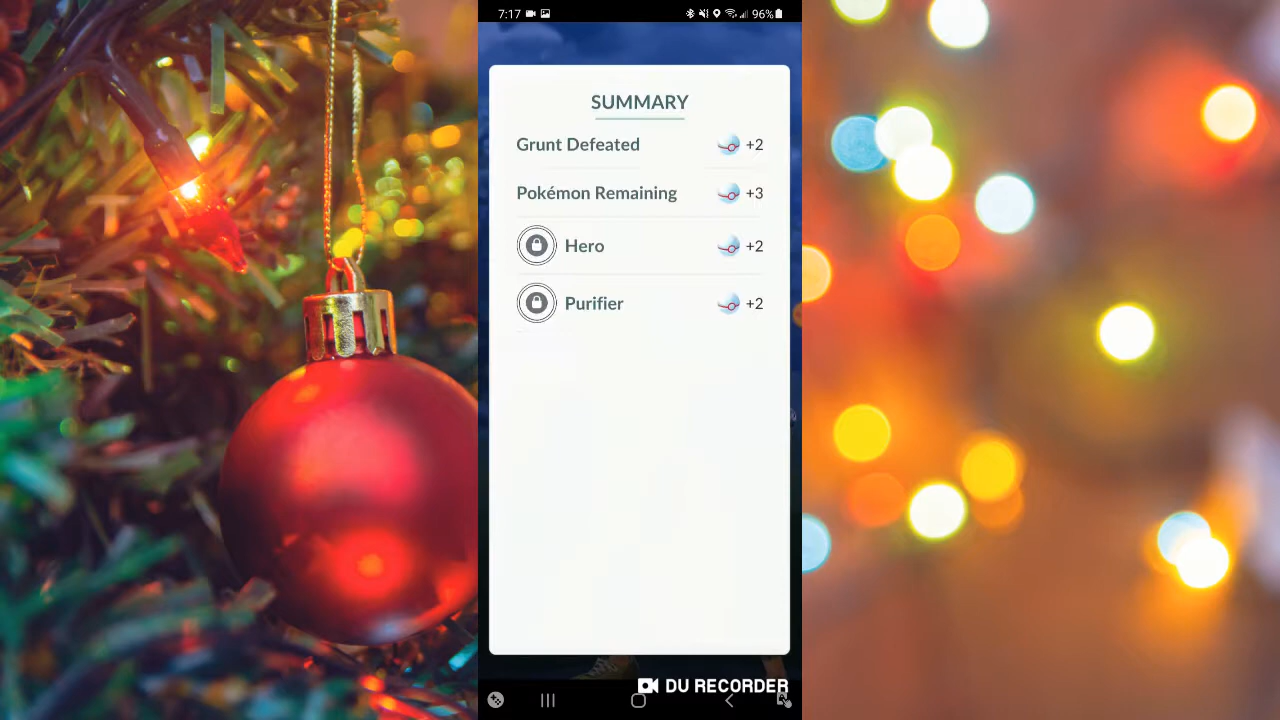 7:17 96%
SUMMARY
Grunt Defeated +2
Pokémon Remaining +3
Hero +2
Purifier +2
DU RECORDER